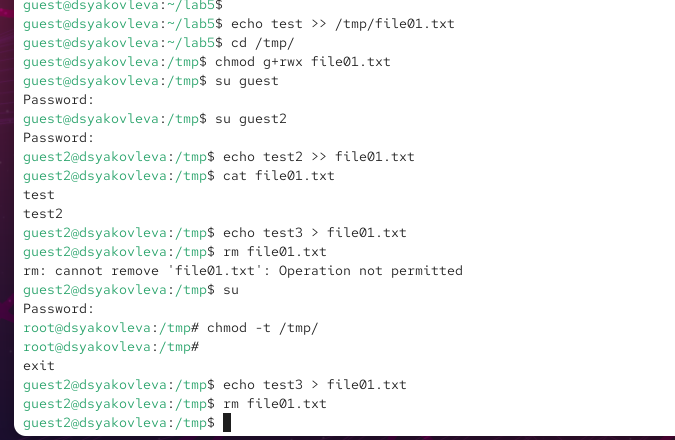 guest@dsyakovleva:~/lab5$
guest@dsyakovleva:~/lab5$ echo test >> /tmp/file01.txt
guest@dsyakovleva:~/lab5$ cd /tmp/
guest@dsyakovleva:/tmp$ chmod g+rwx file01.txt
guest@dsyakovleva:/tmp$ su guest
Password:
guest@dsyakovleva:/tmp$ su guest2
Password:
guest2@dsyakovleva:/tmp$ echo test2 >> file01.txt
guest2@dsyakovleva:/tmp$ cat file01.txt
test
test2
guest2@dsyakovleva:/tmp$ echo test3 > file01.txt
guest2@dsyakovleva:/tmp$ rm file01.txt
rm: cannot remove 'file01.txt': Operation not permitted
guest2@dsyakovleva:/tmp$ su
Password:
root@dsyakovleva:/tmp# chmod -t /tmp/
root@dsyakovleva:/tmp#
exit
guest2@dsyakovleva:/tmp$ echo test3 > file01.txt
guest2@dsyakovleva:/tmp$ rm file01.txt
guest2@dsyakovleva:/tmp$